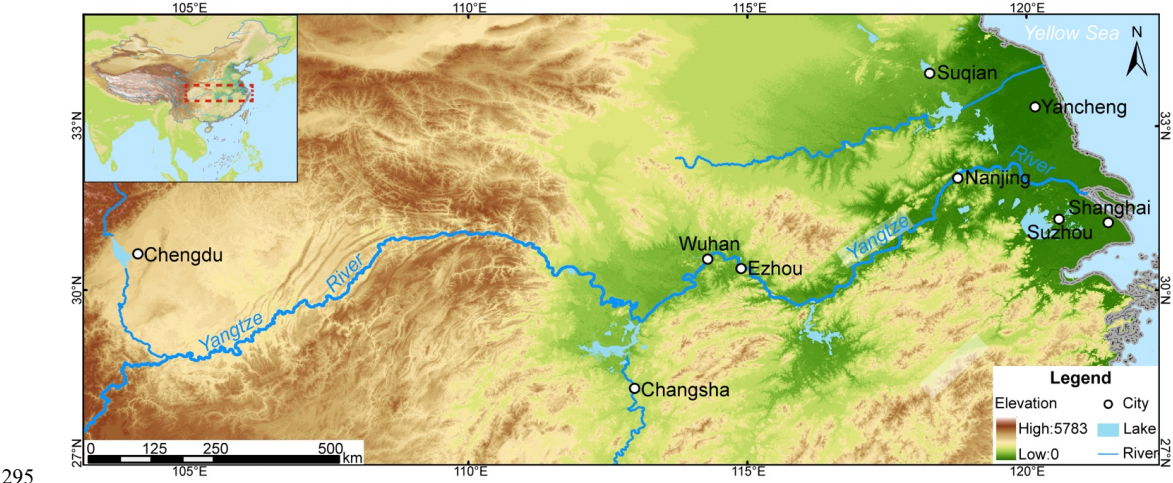 105°E 110°E 115°E 120°E
Yellow Sea
N
Suqian
Yancheng
33°N 33°N
River
Nanjing
Shanghai
Suzhou
Yangtze
Wuhan
Ezhou
Chengdu
River
30°N 30°N
Yangtze
Changsha
Legend
Elevation City
High:5783 Lake
Low:0 River
0 125 250 500
km
27°N 27°N
105°E 110°E 115°E 120°E
295